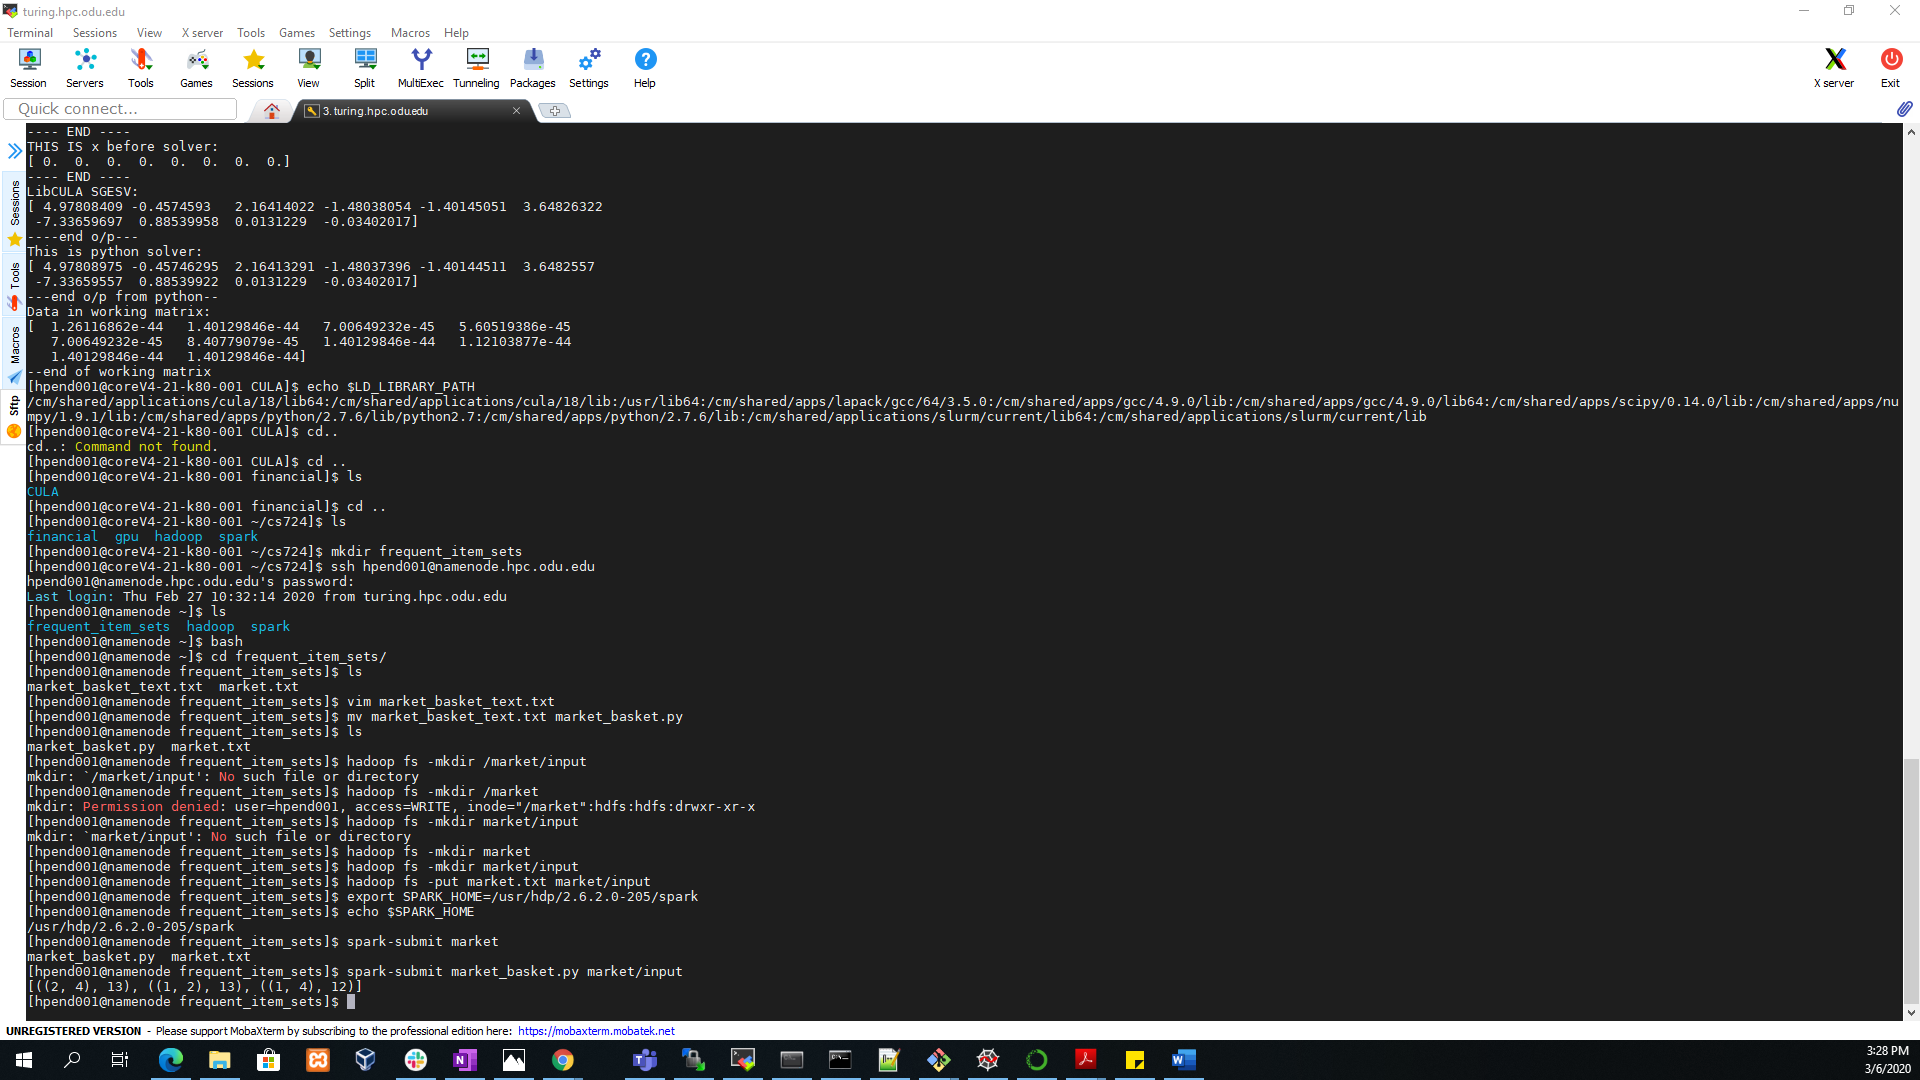 turing.hpc.odu.edu
Terminal Sessions View X server Tools Games Settings Macros Help
Session Servers Tools Games Sessions View Split MultiExec Tunneling Packages Settings Help X server Exit
Quick connect... 3. turing.hpc.odu.edu
---- END ----
THIS IS x before solver:
[ 0.  0.  0.  0.  0.  0.  0.  0.]
---- END ----
LibCULA SGESV:
[ 4.97808409 -0.4574593   2.16414022 -1.48038054 -1.40145051  3.64826322
 -7.33659697  0.88539958  0.0131229  -0.03402017]
----end o/p---
This is python solver:
[ 4.97808975 -0.45746295  2.16413291 -1.48037396 -1.40144511  3.6482557
 -7.33659557  0.88539922  0.0131229  -0.03402017]
---end o/p from python--
Data in working matrix:
[  1.26116862e-44   1.40129846e-44   7.00649232e-45   5.60519386e-45
   7.00649232e-45   8.40779079e-45   1.40129846e-44   1.12103877e-44
   1.40129846e-44   1.40129846e-44]
--end of working matrix
[hpend001@coreV4-21-k80-001 CULA]$ echo $LD_LIBRARY_PATH
/cm/shared/applications/cula/18/lib64:/cm/shared/applications/cula/18/lib:/usr/lib64:/cm/shared/apps/lapack/gcc/64/3.5.0:/cm/shared/apps/gcc/4.9.0/lib:/cm/shared/apps/gcc/4.9.0/lib64:/cm/shared/apps/scipy/0.14.0/lib:/cm/shared/apps/nu
mpy/1.9.1/lib:/cm/shared/apps/python/2.7.6/lib/python2.7:/cm/shared/apps/python/2.7.6/lib:/cm/shared/applications/slurm/current/lib64:/cm/shared/applications/slurm/current/lib
[hpend001@coreV4-21-k80-001 CULA]$ cd..
cd..: Command not found.
[hpend001@coreV4-21-k80-001 CULA]$ cd ..
[hpend001@coreV4-21-k80-001 financial]$ ls
CULA
[hpend001@coreV4-21-k80-001 financial]$ cd ..
[hpend001@coreV4-21-k80-001 ~/cs724]$ ls
financial  gpu  hadoop  spark
[hpend001@coreV4-21-k80-001 ~/cs724]$ mkdir frequent_item_sets
[hpend001@coreV4-21-k80-001 ~/cs724]$ ssh hpend001@namenode.hpc.odu.edu
hpend001@namenode.hpc.odu.edu's password:
Last login: Thu Feb 27 10:32:14 2020 from turing.hpc.odu.edu
[hpend001@namenode ~]$ ls
frequent_item_sets  hadoop  spark
[hpend001@namenode ~]$ bash
[hpend001@namenode ~]$ cd frequent_item_sets/
[hpend001@namenode frequent_item_sets]$ ls
market_basket_text.txt  market.txt
[hpend001@namenode frequent_item_sets]$ vim market_basket_text.txt
[hpend001@namenode frequent_item_sets]$ mv market_basket_text.txt market_basket.py
[hpend001@namenode frequent_item_sets]$ ls
market_basket.py  market.txt
[hpend001@namenode frequent_item_sets]$ hadoop fs -mkdir /market/input
mkdir: `/market/input': No such file or directory
[hpend001@namenode frequent_item_sets]$ hadoop fs -mkdir /market
mkdir: Permission denied: user=hpend001, access=WRITE, inode="/market":hdfs:hdfs:drwxr-xr-x
[hpend001@namenode frequent_item_sets]$ hadoop fs -mkdir market/input
mkdir: `market/input': No such file or directory
[hpend001@namenode frequent_item_sets]$ hadoop fs -mkdir market
[hpend001@namenode frequent_item_sets]$ hadoop fs -mkdir market/input
[hpend001@namenode frequent_item_sets]$ hadoop fs -put market.txt market/input
[hpend001@namenode frequent_item_sets]$ export SPARK_HOME=/usr/hdp/2.6.2.0-205/spark
[hpend001@namenode frequent_item_sets]$ echo $SPARK_HOME
/usr/hdp/2.6.2.0-205/spark
[hpend001@namenode frequent_item_sets]$ spark-submit market
market_basket.py  market.txt
[hpend001@namenode frequent_item_sets]$ spark-submit market_basket.py market/input
[((2, 4), 13), ((1, 2), 13), ((1, 4), 12)]
[hpend001@namenode frequent_item_sets]$
Sessions
Tools
Macros
Sftp
UNREGISTERED VERSION - Please support MobaXterm by subscribing to the professional edition here: https://mobaxterm.mobatek.net
3:28 PM
3/6/2020